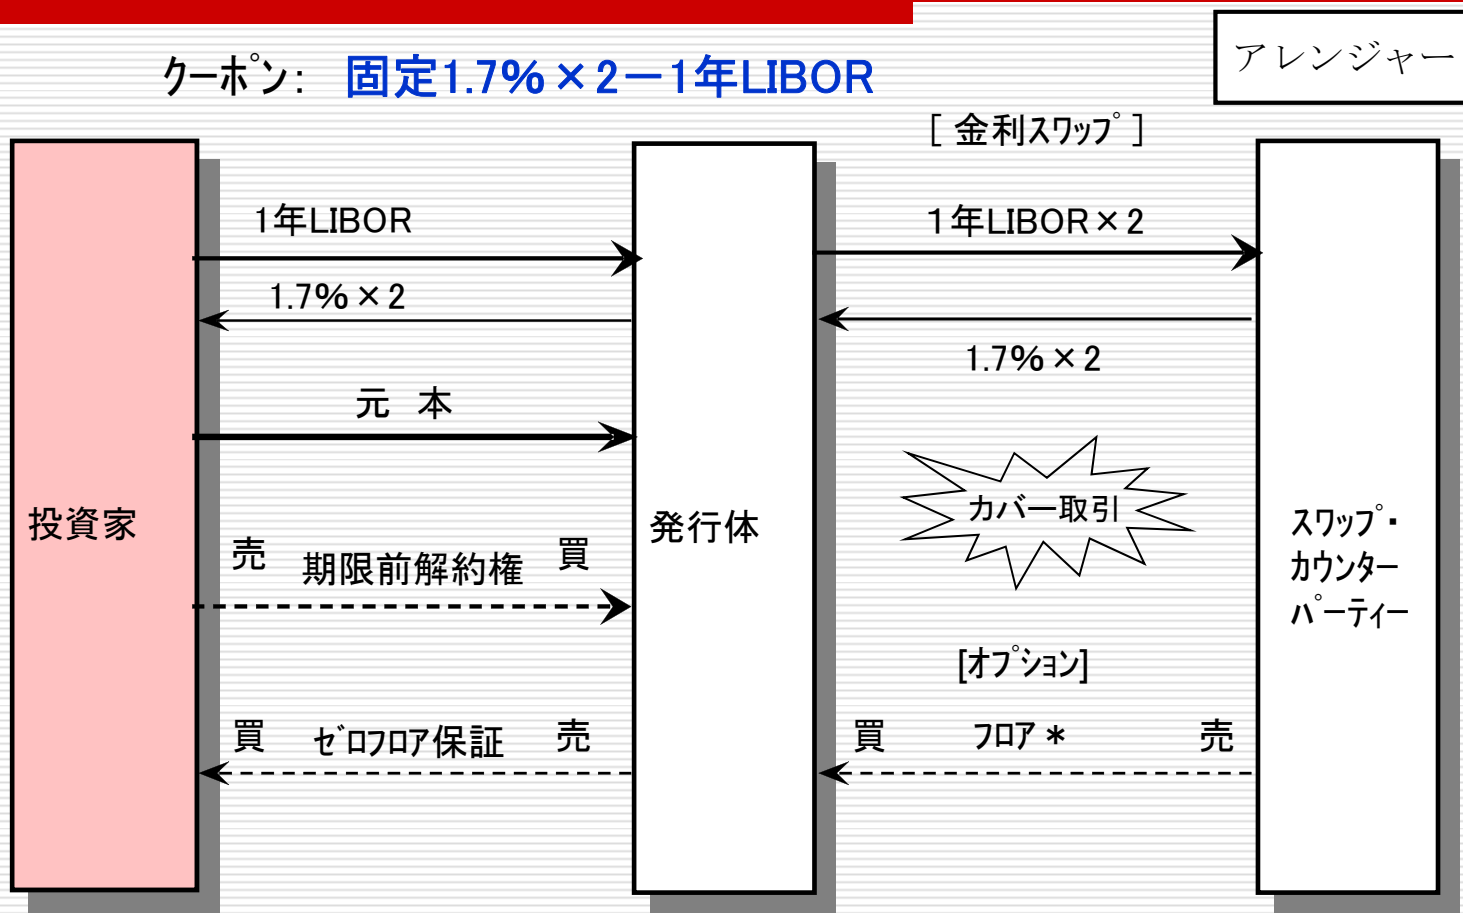 アレンジャー
クーポン: 固定1.7%×2－1年LIBOR
[ 金利スワップ ]
1年LIBOR
1年LIBOR×2
1.7%×2
1.7%×2
元 本
投資家
発行体
カバー取引
スワップ・
カウンター
パーティー
売 期限前解約権 買
[オプション]
買 ゼロフロア保証 売
買 フロア* 売